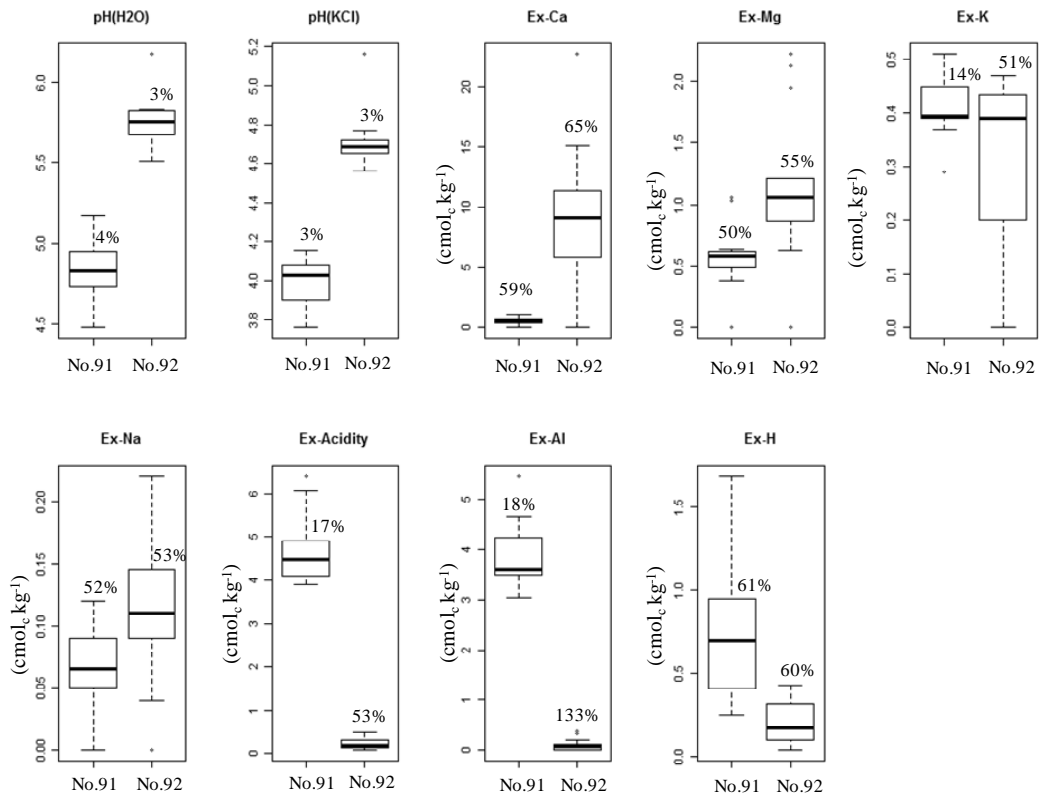 pH(H2O)
6.0
5.5
5.0
4.5
3%
4%
No.91 No.92
pH(KCl)
5.2
5.0
4.8
4.6
4.4
4.2
4.0
3.8
3%
3%
No.91 No.92
Ex-Ca
(cmolc kg-1)
20
15
10
5
0
65%
59%
No.91 No.92
Ex-Mg
(cmolc kg-1)
2.0
1.5
1.0
0.5
0.0
55%
50%
No.91 No.92
Ex-K
(cmolc kg-1)
0.5
0.4
0.3
0.2
0.1
0.0
14% 51%
No.91 No.92
Ex-Na
(cmolc kg-1)
0.20
0.15
0.10
0.05
0.00
53%
52%
No.91 No.92
Ex-Acidity
(cmolc kg-1)
6
5
4
3
2
1
0
17%
53%
No.91 No.92
Ex-Al
(cmolc kg-1)
5
4
3
2
1
0
18%
133%
No.91 No.92
Ex-H
(cmolc kg-1)
1.5
1.0
0.5
0.0
61%
60%
No.91 No.92